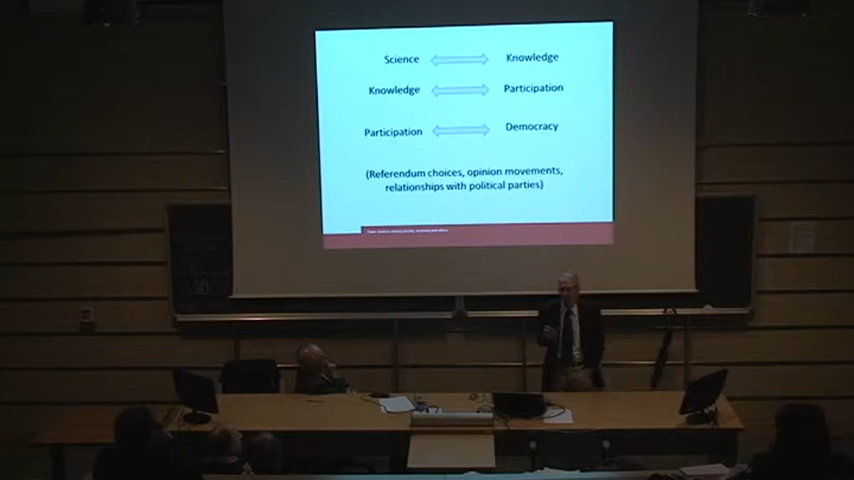 Science Knowledge
Knowledge Participation
Participation Democracy
(Referendum choices, opinion movements,
relationships with political parties)